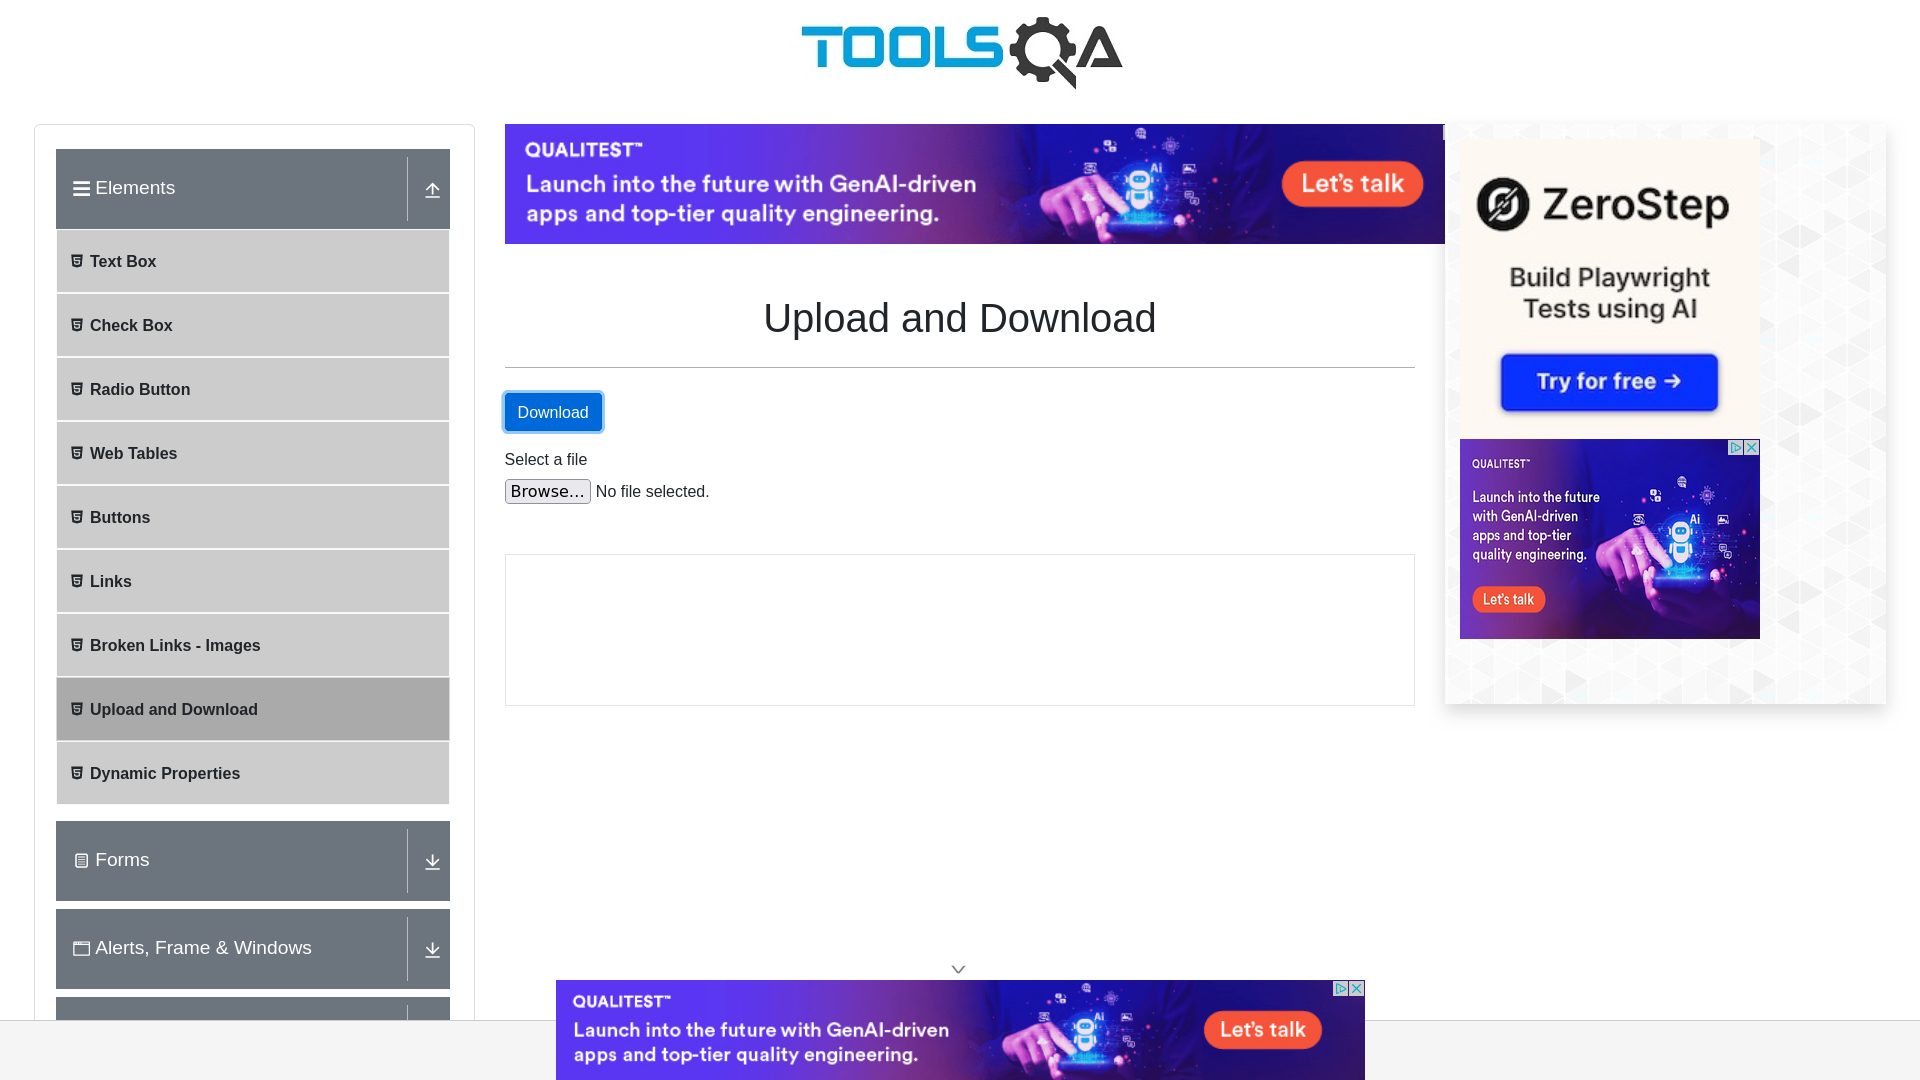 TOOLSQA
Elements
Text Box
Check Box
Radio Button
Web Tables
Buttons
Links
Broken Links - Images
Upload and Download
Dynamic Properties
Forms
Alerts, Frame & Windows
QUALITEST™
Launch into the future with GenAI-driven
apps and top-tier quality engineering.
Ai
Let's talk
Upload and Download
Download
Select a file
Browse... No file selected.
ZeroStep
Build Playwright
Tests using AI
Try for free →
QUALITEST™
Launch into the future
with GenAI-driven
apps and top-tier
quality engineering.
Ai
Let's talk
QUALITEST™
Launch into the future with GenAI-driven
apps and top-tier quality engineering.
Ai
Let's talk